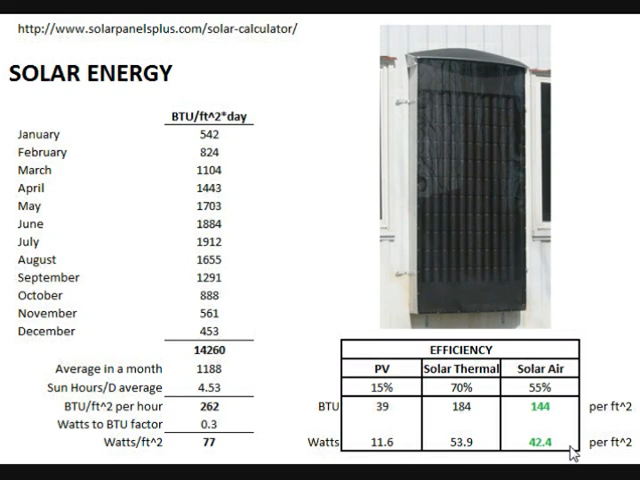 http://www.solarpanelsplus.com/solar-calculator/
SOLAR ENERGY
BTU/ft^2*day
January 542
February 824
March 1104
April 1443
May 1703
June 1884
July 1912
August 1655
September 1291
October 888
November 561
December 453
14260
Average in a month 1188
Sun Hours/D average 4.53
BTU/ft^2 per hour 262
Watts to BTU factor 0.3
Watts/ft^2 77
EFFICIENCY
PV Solar Thermal Solar Air
15% 70% 55%
BTU 39 184 144 per ft^2
Watts 11.6 53.9 42.4 per ft^2